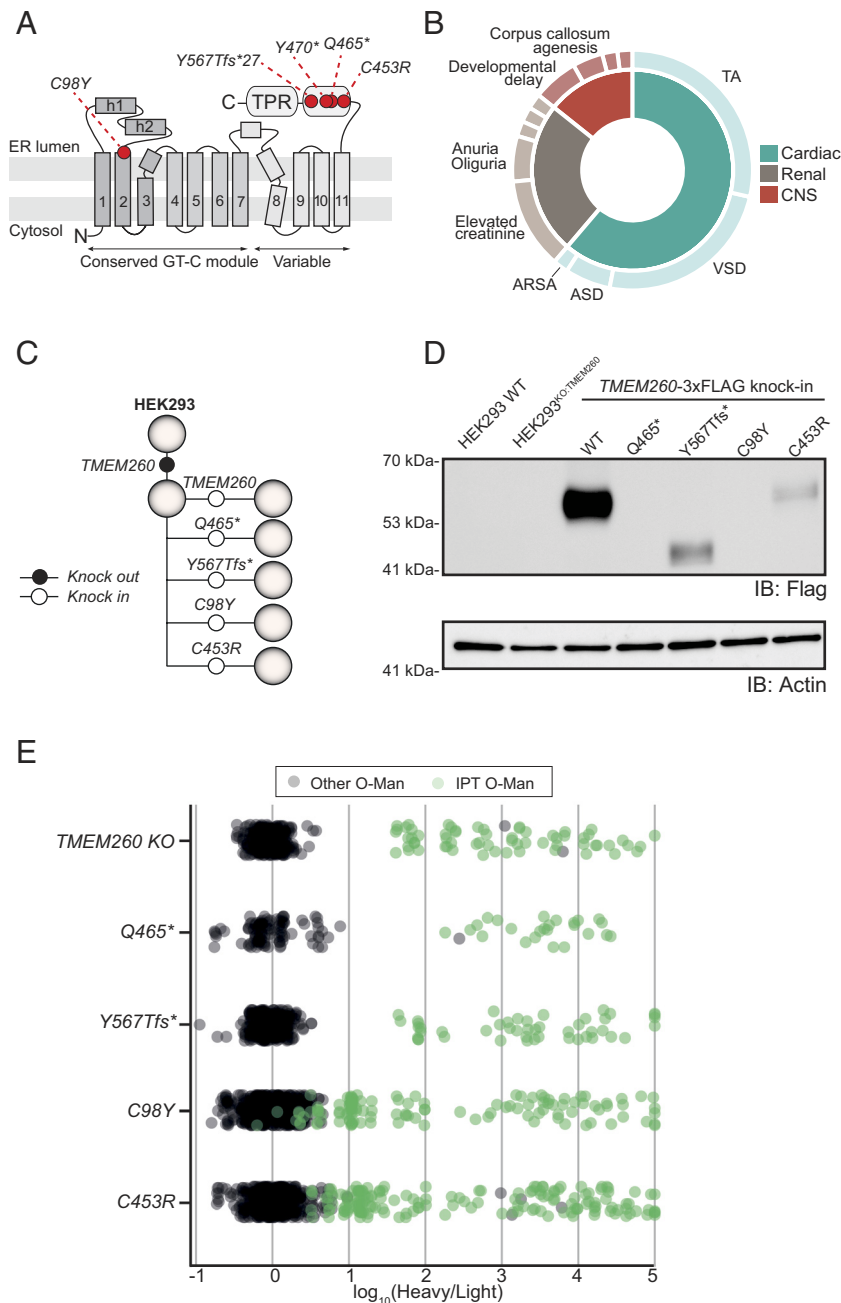 A
Y567Tfs*27
Y470*
Q465*
C453R
C98Y
h1
h2
C
TPR
ER lumen
1 2 3 4 5 6 7 8 9 10 11
Cytosol
N
Conserved GT-C module
Variable
B
Corpus callosum
agenesis
Developmental
delay
TA
Anuria
Oliguria
Elevated
creatinine
ARSA
ASD
VSD
Cardiac
Renal
CNS
C
HEK293
TMEM260
TMEM260
Q465*
Y567Tfs*
C98Y
C453R
Knock out
Knock in
D
HEK293 WT
HEK293KO:TMEM260
TMEM260-3xFLAG knock-in
WT
Q465*
Y567Tfs*
C98Y
C453R
70 kDa-
53 kDa-
41 kDa-
IB: Flag
41 kDa-
IB: Actin
E
Other O-Man
IPT O-Man
TMEM260 KO
Q465*
Y567Tfs*
C98Y
C453R
-1 0 1 2 3 4 5
log10(Heavy/Light)